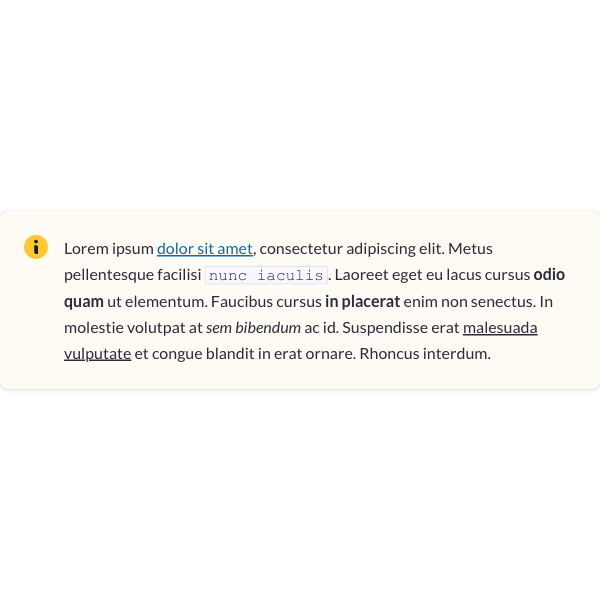 Lorem ipsum dolor sit amet, consectetur adipiscing elit. Metus
pellentesque facilisi nunc iaculis. Laoreet eget eu lacus cursus odio
quam ut elementum. Faucibus cursus in placerat enim non senectus. In
molestie volutpat at sem bibendum ac id. Suspendisse erat malesuada
vulputate et congue blandit in erat ornare. Rhoncus interdum.